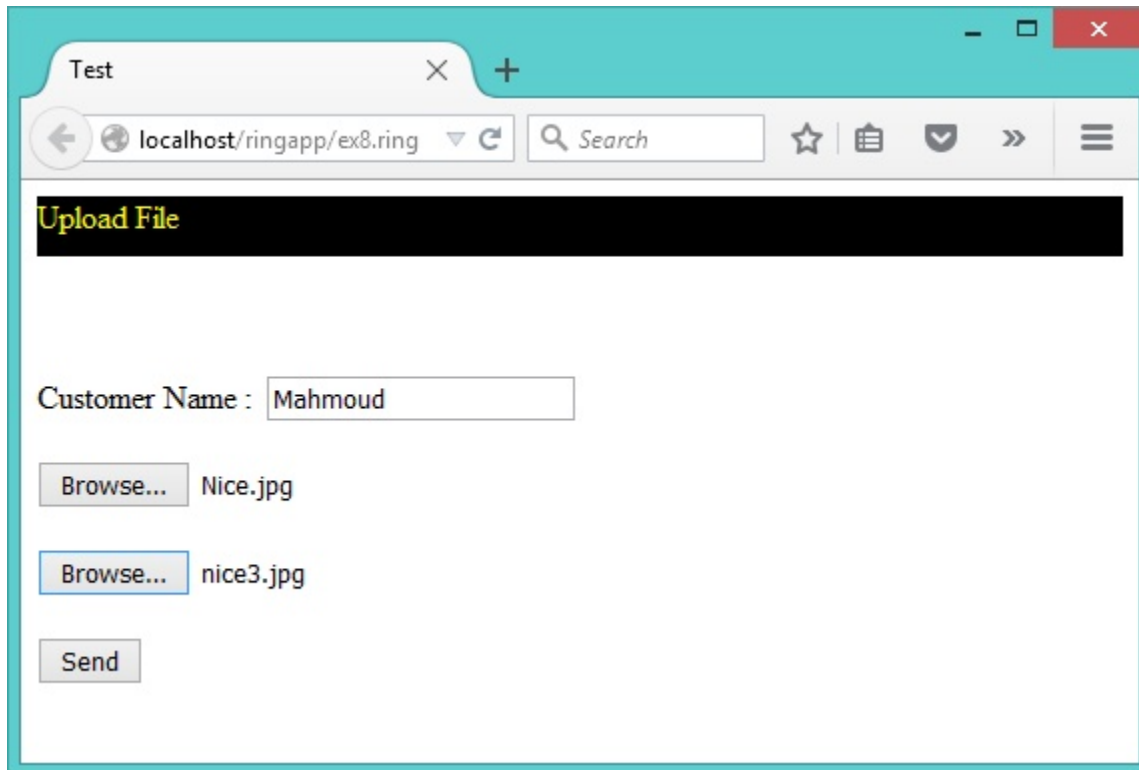 Test
localhost/ringapp/ex8.ring Search
Upload File
Customer Name : Mahmoud
Browse... Nice.jpg
Browse... nice3.jpg
Send